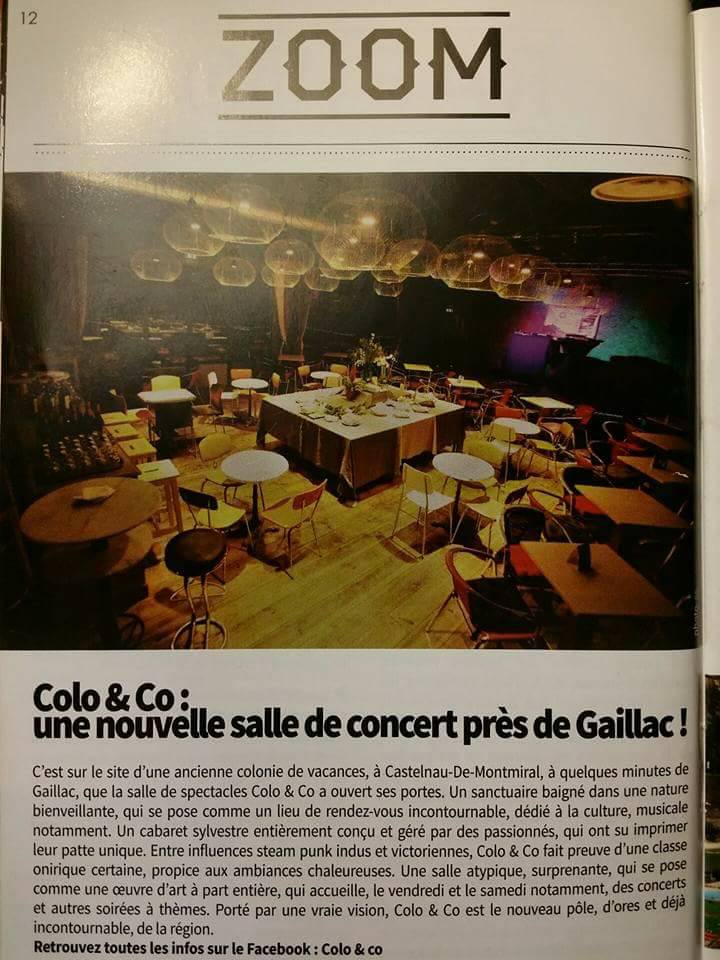 12
ZOOM
Colo & Co :
une nouvelle salle de concert près de Gaillac !
C'est sur le site d'une ancienne colonie de vacances, à Castelnau-De-Montmiral, à quelques minutes de
Gaillac, que la salle de spectacles Colo & Co a ouvert ses portes. Un sanctuaire baigné dans une nature
bienveillante, qui se pose comme un lieu de rendez-vous incontournable, dédié à la culture, musicale
notamment. Un cabaret sylvestre entièrement conçu et géré par des passionnés, qui ont su imprimer
leur patte unique. Entre influences steam punk indus et victoriennes, Colo & Co fait preuve d'une classe
onirique certaine, propice aux ambiances chaleureuses. Une salle atypique, surprenante, qui se pose
comme une œuvre d'art à part entière, qui accueille, le vendredi et le samedi notamment, des concerts
et autres soirées à thèmes. Porté par une vraie vision, Colo & Co est le nouveau pôle, d'ores et déjà
incontournable, de la région.
Retrouvez toutes les infos sur le Facebook : Colo & co